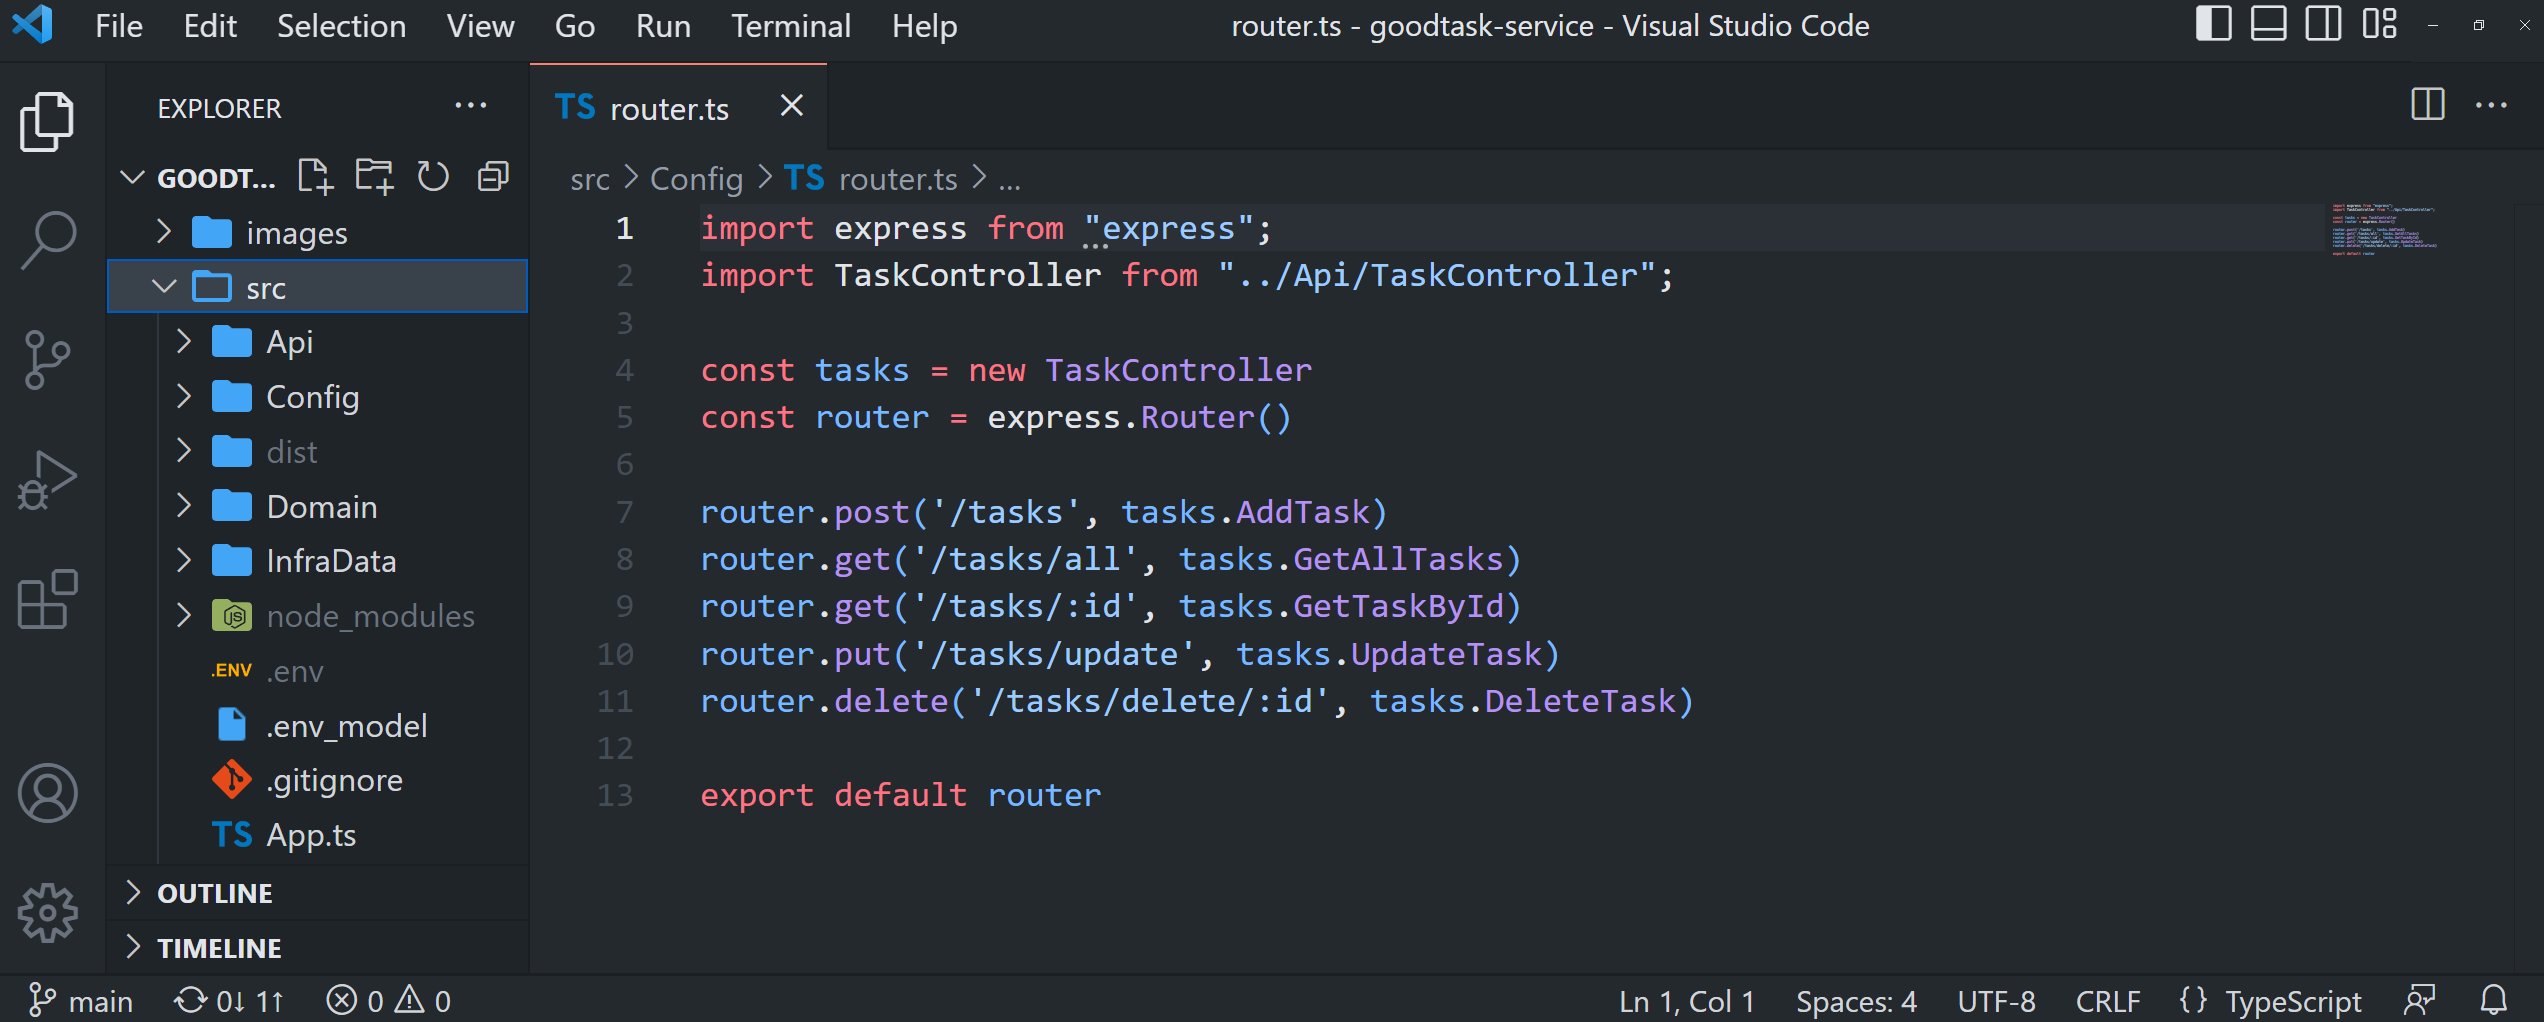 File Edit Selection View Go Run Terminal Help router.ts - goodtask-service - Visual Studio Code
EXPLORER
GOODT...
images
src
Api
Config
dist
Domain
InfraData
node_modules
.ENV .env
.env_model
.gitignore
TS App.ts
OUTLINE
TIMELINE
TS router.ts
src > Config > TS router.ts > ...
1 import express from "express";
2 import TaskController from "../Api/TaskController";
3
4 const tasks = new TaskController
5 const router = express.Router()
6
7 router.post('/tasks', tasks.AddTask)
8 router.get('/tasks/all', tasks.GetAllTasks)
9 router.get('/tasks/:id', tasks.GetTaskById)
10 router.put('/tasks/update', tasks.UpdateTask)
11 router.delete('/tasks/delete/:id', tasks.DeleteTask)
12
13 export default router
main 0↓ 1↑ 0 0 Ln 1, Col 1 Spaces: 4 UTF-8 CRLF {} TypeScript